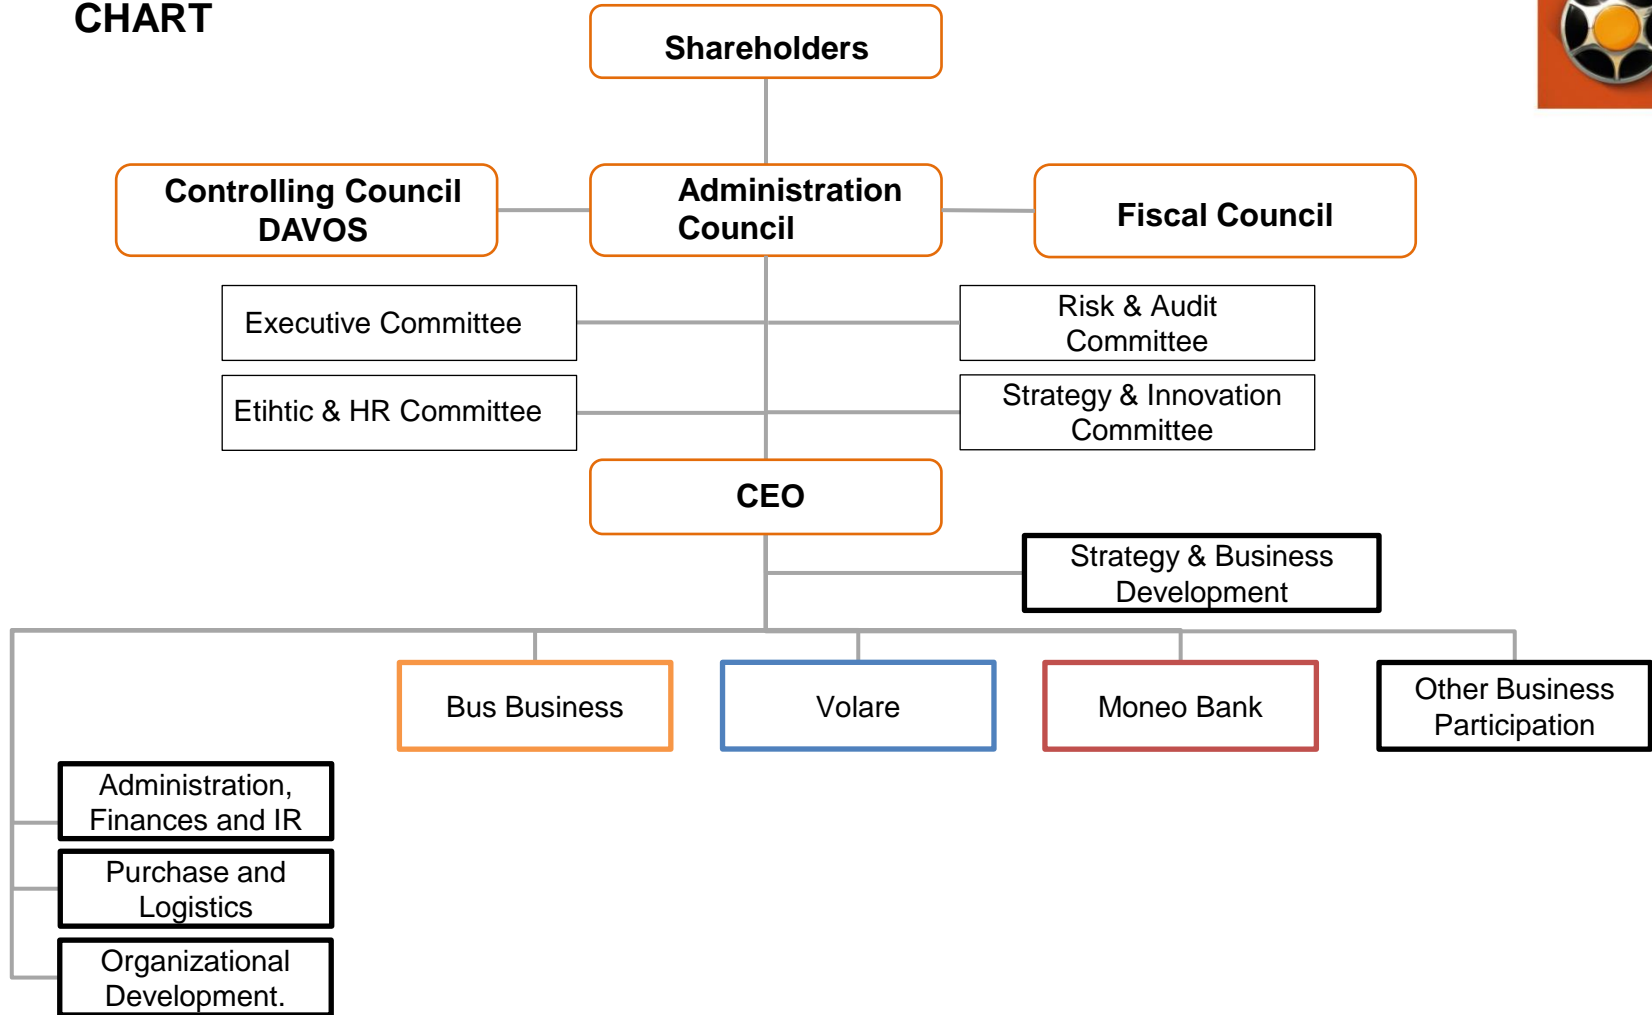 CHART
Shareholders
Controlling Council
DAVOS
Administration
Council
Fiscal Council
Executive Committee
Risk & Audit
Committee
Etihtic & HR Committee
Strategy & Innovation
Committee
CEO
Strategy & Business
Development
Bus Business
Volare
Moneo Bank
Other Business
Participation
Administration,
Finances and IR
Purchase and
Logistics
Organizational
Development.